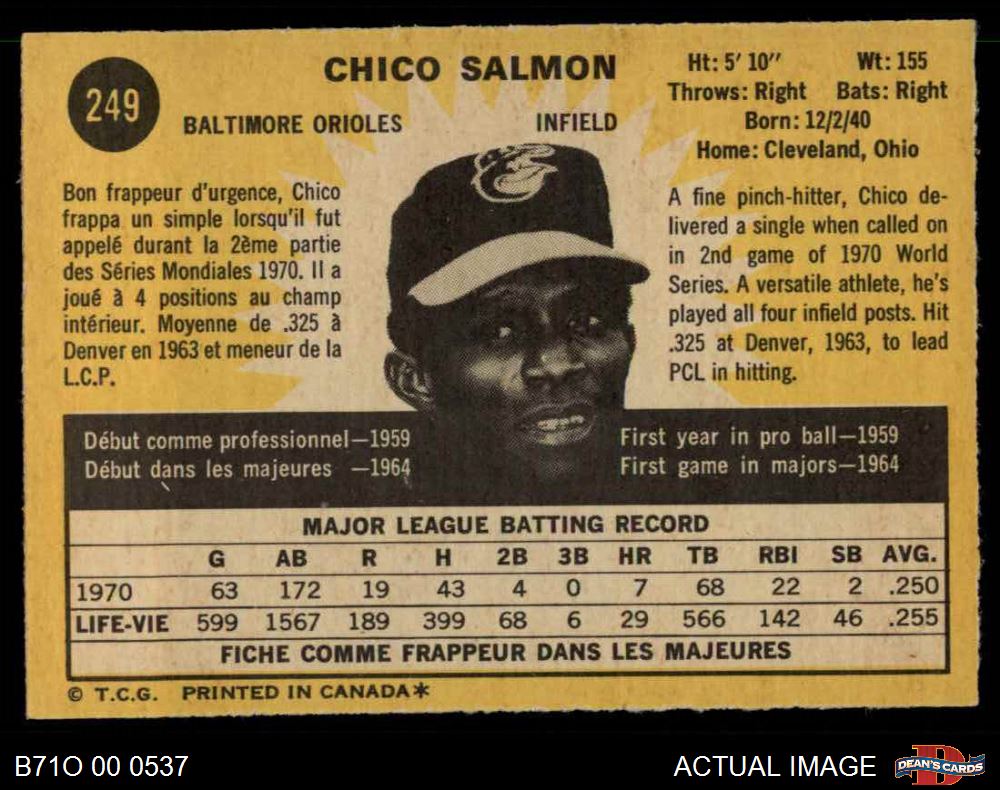 249
CHICO SALMON
BALTIMORE ORIOLES INFIELD
Ht: 5' 10" Wt: 155
Throws: Right Bats: Right
Born: 12/2/40
Home: Cleveland, Ohio
Bon frappeur d'urgence, Chico
frappa un simple lorsqu'il fut
appelé durant la 2ème partie
des Séries Mondiales 1970. Il a
joué à 4 positions au champ
intérieur. Moyenne de .325 à
Denver en 1963 et meneur de la
L.C.P.
A fine pinch-hitter, Chico de-
livered a single when called on
in 2nd game of 1970 World
Series. A versatile athlete, he's
played all four infield posts. Hit
.325 at Denver, 1963, to lead
PCL in hitting.
Début comme professionnel—1959
Début dans les majeures —1964
First year in pro ball—1959
First game in majors—1964
MAJOR LEAGUE BATTING RECORD
G AB R H 2B 3B HR TB RBI SB AVG.
1970 63 172 19 43 4 0 7 68 22 2 .250
LIFE-VIE 599 1567 189 399 68 6 29 566 142 46 .255
FICHE COMME FRAPPEUR DANS LES MAJEURES
© T.C.G. PRINTED IN CANADA*
B71O 00 0537
ACTUAL IMAGE
DEAN'S CARDS